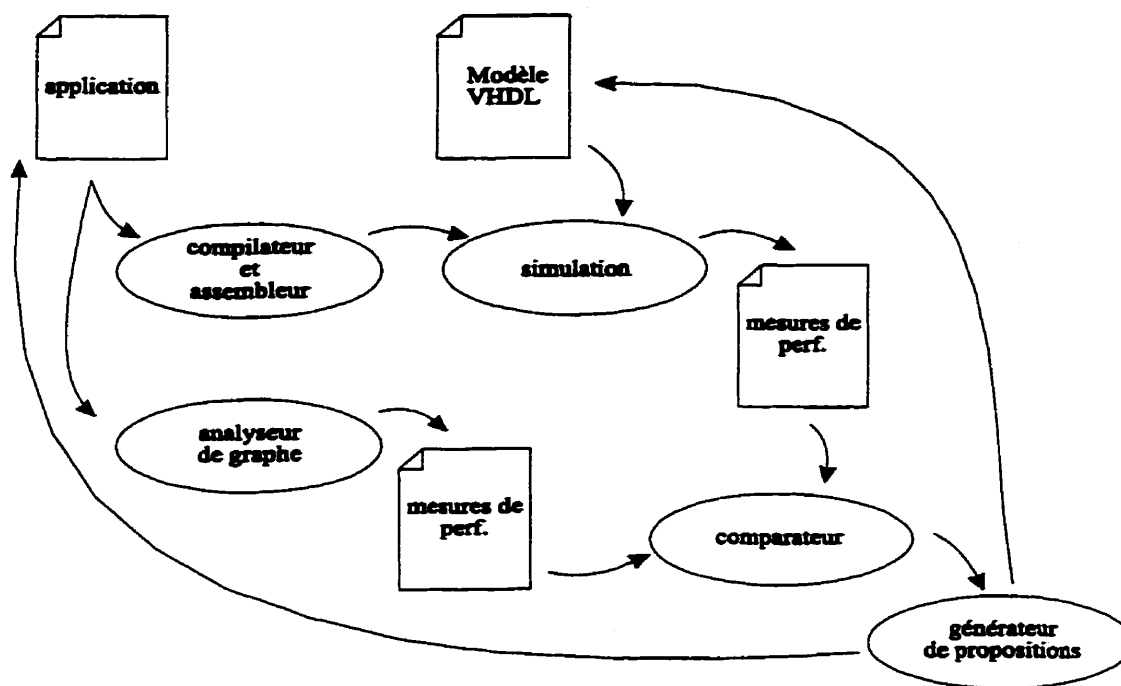 application
Modèle
VHDL
compilateur
et
assembleur
simulation
mesures de
perf.
analyseur
de graphe
mesures de
perf.
comparateur
générateur
de propositions